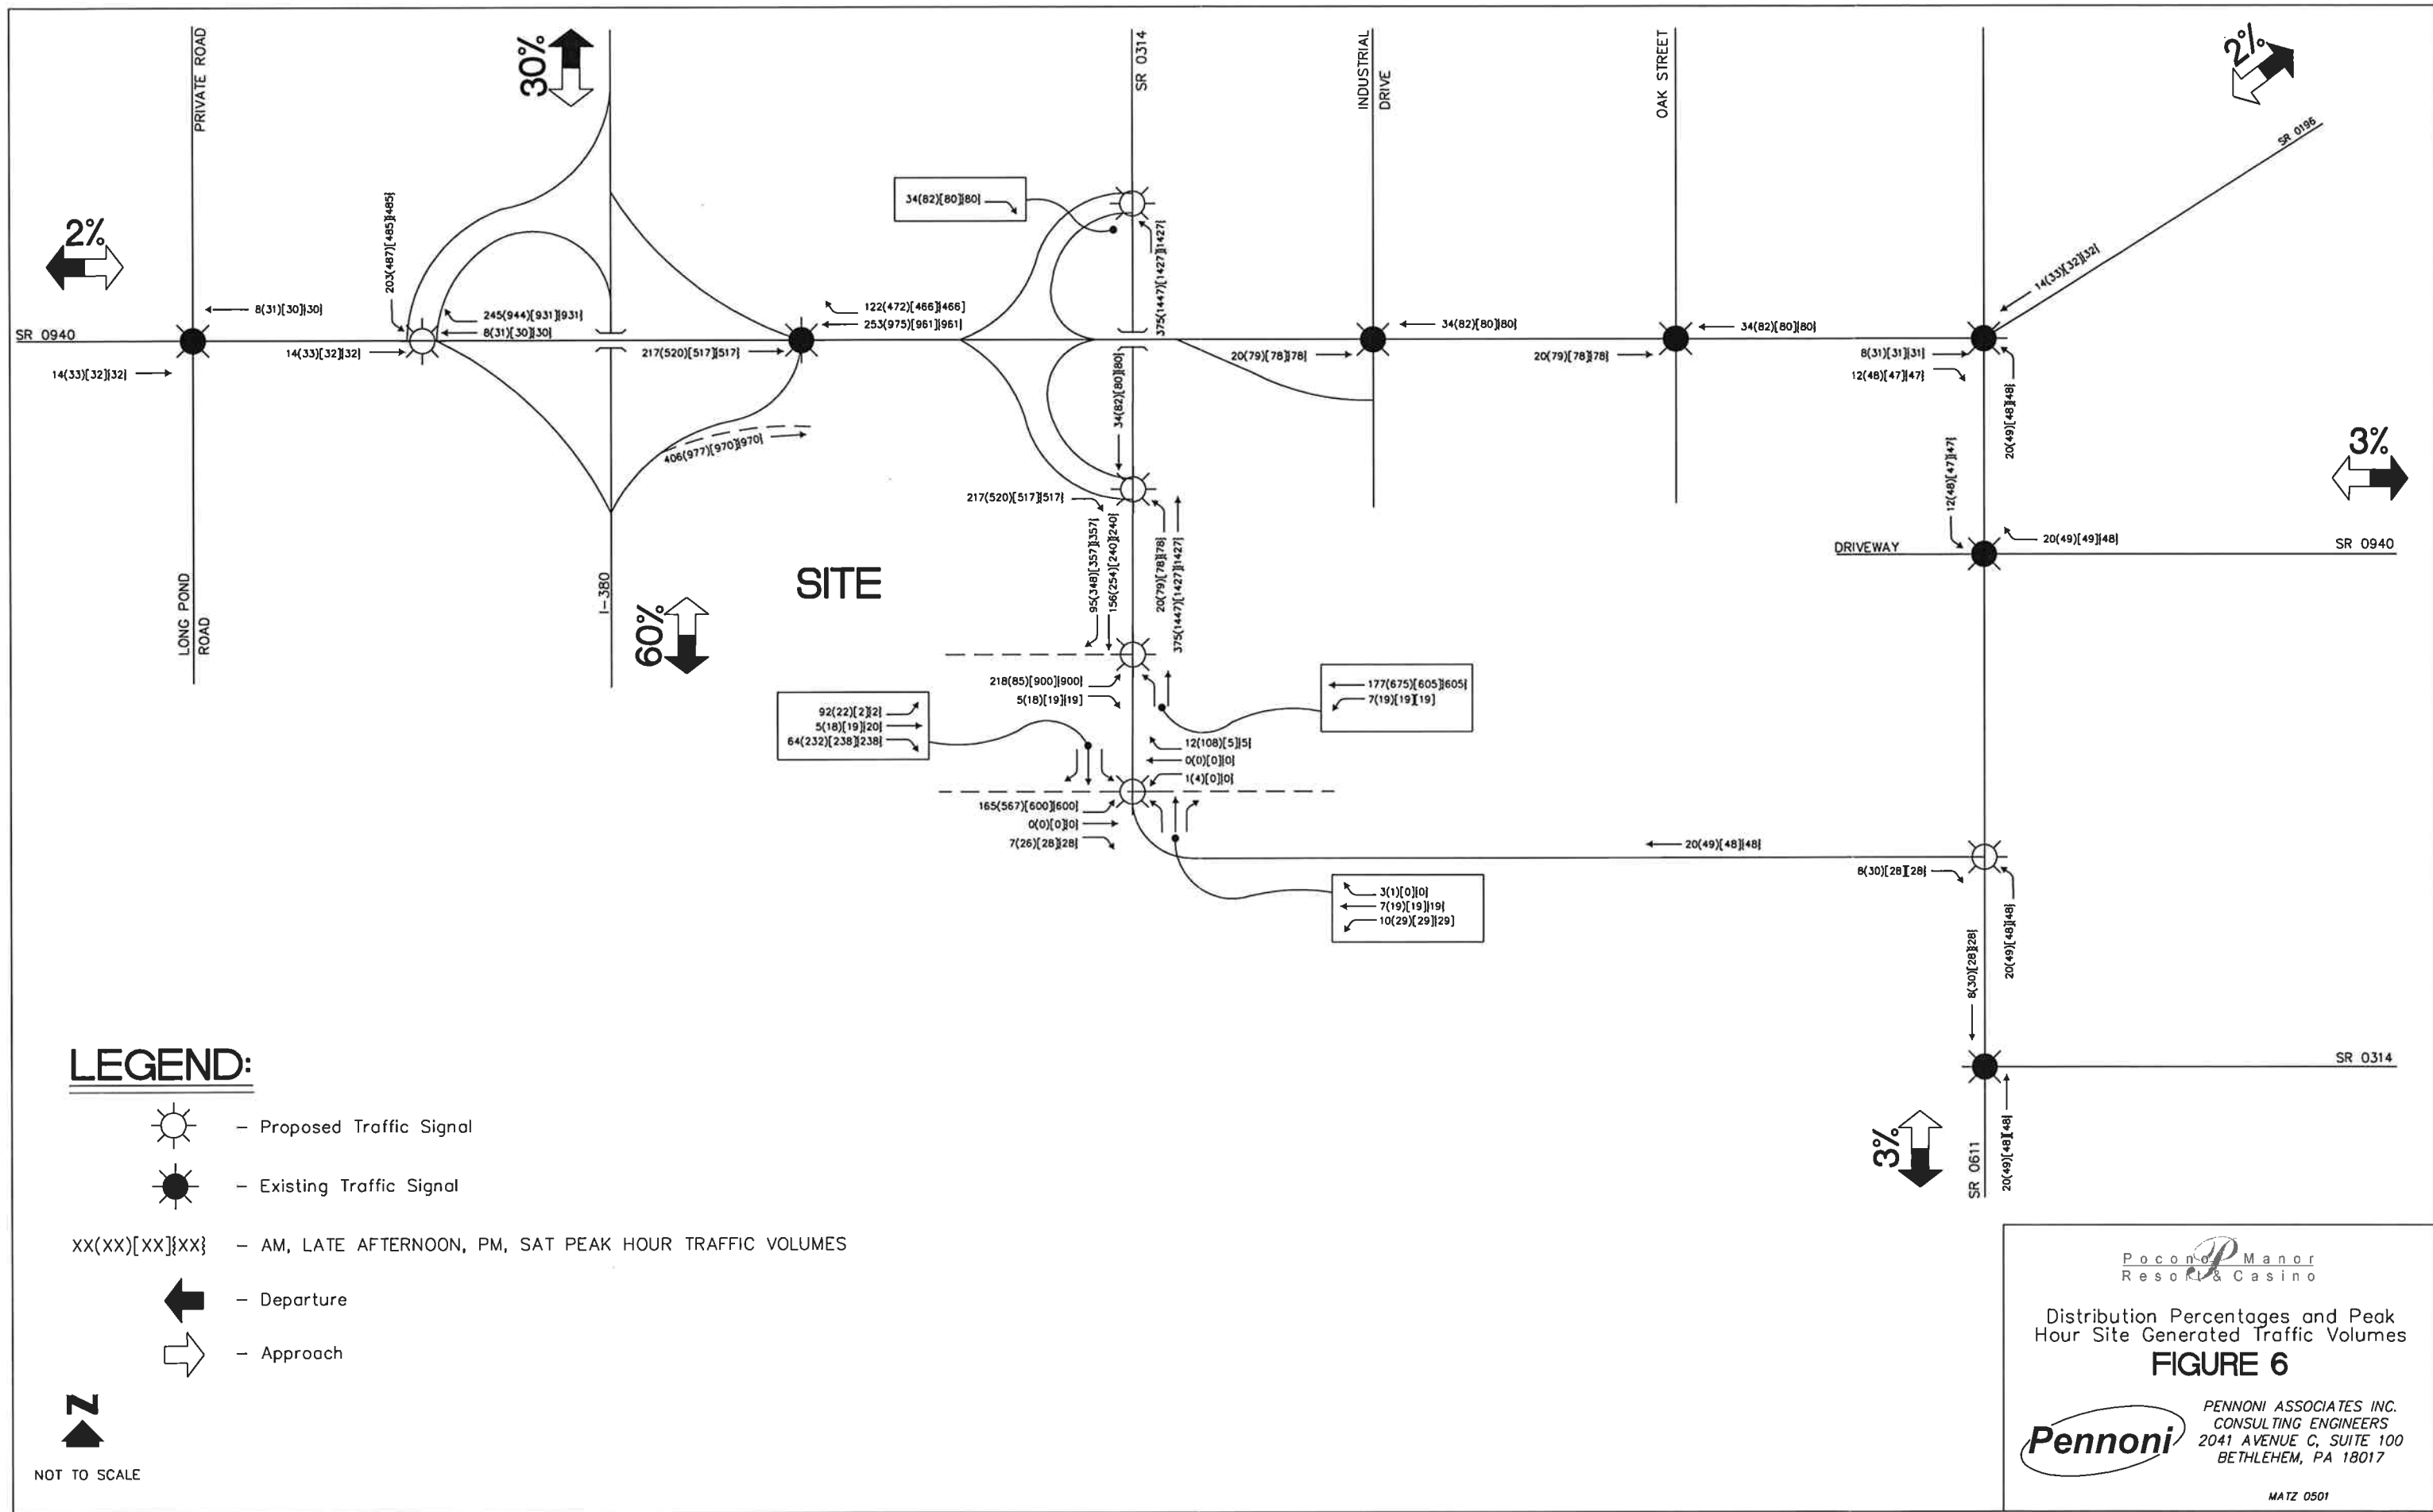 PRIVATE ROAD
30%
SR 0314
INDUSTRIAL
DRIVE
OAK STREET
2%
SR 0196
34(82)[80]{80}
203(487)[485]{485}
375(1447)[1427]{1427}
14(33)[32]{32}
2%
8(31)[30]{30}
245(944)[931]{931}
8(31)[30]{30}
122(472)[466]{466]
253(975)[961]{961}
34(82)[80]{80}
34(82)[80]{80}
SR 0940
14(33)[32]{32}
14(33)[32]{32}
217(520)[517]{517}
20(79)[78]{78}
20(79)[78]{78}
8(31)[31]{31}
12(48)[47]{47}
34(82)[80]{80}
20(49)[48]{48}
406(977)[970]{970}
3%
217(520)[517]{517}
12(48)[47]{47}
95(348)[357]{357}
156(254)[240]{240}
20(79)[78]{78}
375(1447)[1427]{1427}
20(49)[49]{48}
DRIVEWAY
SR 0940
SITE
LONG POND
ROAD
I-380
60%
218(85)[900]{900}
5(18)[19]{19]
177(675)[605]{605}
7(19)[19][19]
92(22)[2]{2}
5(18)[19]{20}
64(232)[238]{238}
12(108)[5]{5}
0(0)[0]{0}
1(4)[0]{0}
165(567)[600]{600}
0(0)[0]{0}
7(26)[28]{28}
20(49)[48]{48}
8(30)[28][28}
3(1)[0]{0}
7(19)[19]{19}
10(29)[29]{29]
20(49)[48]{48}
8(30)[28]{28}
LEGEND:
SR 0314
- Proposed Traffic Signal
3%
SR 0611
20(49)[48]{48}
- Existing Traffic Signal
XX(XX)[XX]{XX} - AM, LATE AFTERNOON, PM, SAT PEAK HOUR TRAFFIC VOLUMES
- Departure
- Approach
N
NOT TO SCALE
Pocono Manor
Resort & Casino
Distribution Percentages and Peak
Hour Site Generated Traffic Volumes
FIGURE 6
Pennoni
PENNONI ASSOCIATES INC.
CONSULTING ENGINEERS
2041 AVENUE C, SUITE 100
BETHLEHEM, PA 18017
MATZ 0501